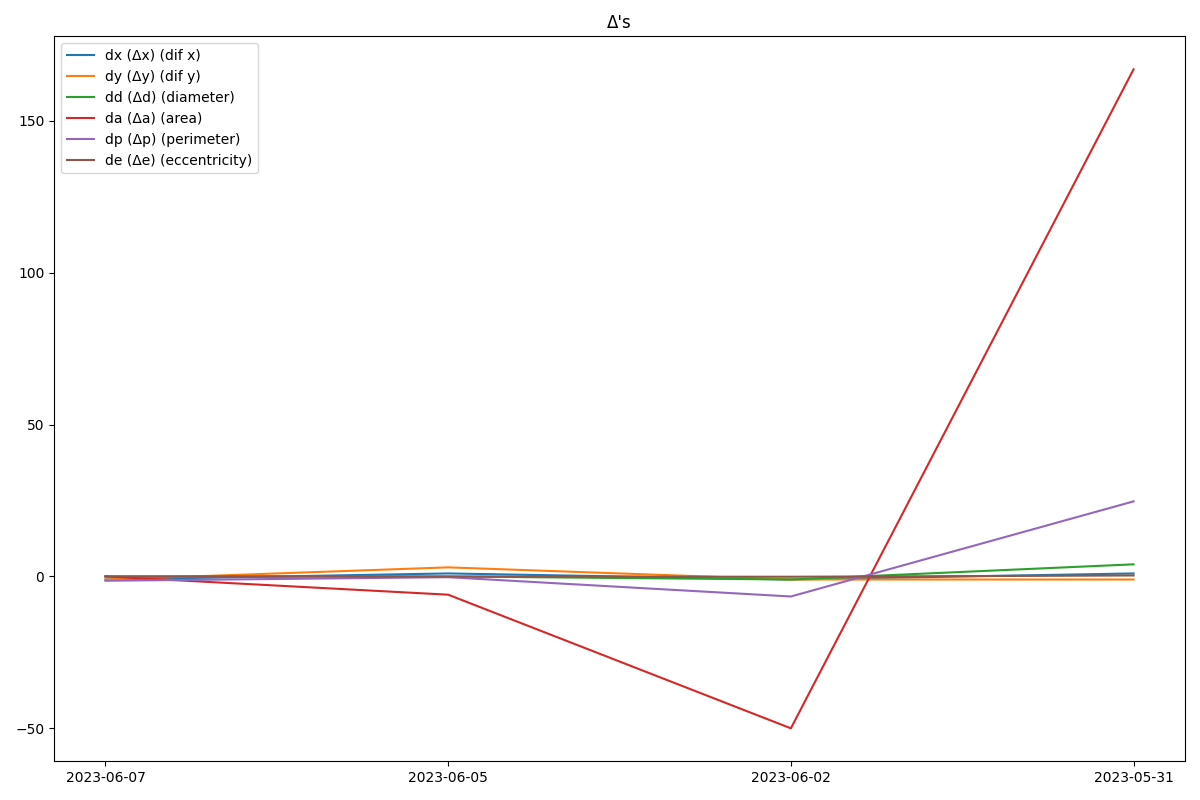 Δ's
dx (Δx) (dif x)
dy (Δy) (dif y)
dd (Δd) (diameter)
da (Δa) (area)
dp (Δp) (perimeter)
de (Δe) (eccentricity)
150
100
50
0
−50
2023-06-07 2023-06-05 2023-06-02 2023-05-31